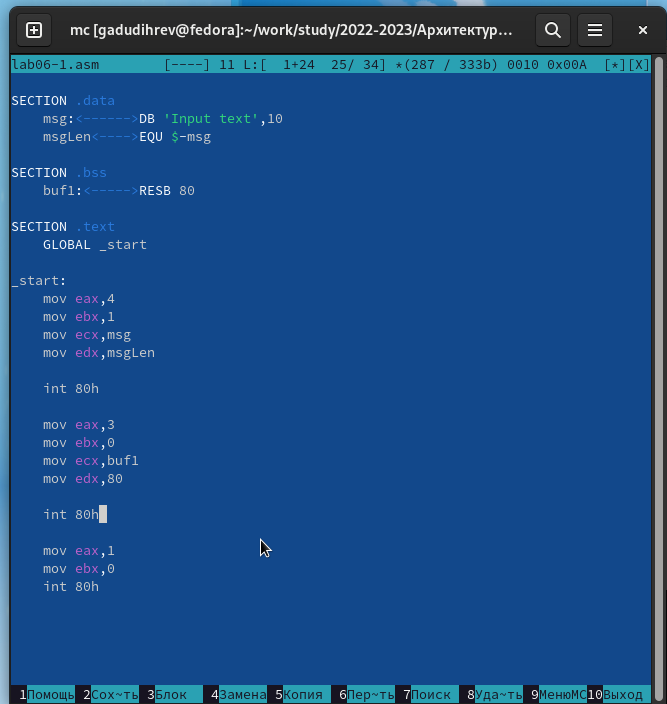 mc [gadudihrev@fedora]:~/work/study/2022-2023/Архитектур...
lab06-1.asm [----] 11 L:[ 1+24 25/ 34] *(287 / 333b) 0010 0x00A [*][X]
SECTION .data
msg:<------>DB 'Input text',10
msgLen<---->EQU $-msg
SECTION .bss
buf1:<----->RESB 80
SECTION .text
GLOBAL _start
_start:
mov eax,4
mov ebx,1
mov ecx,msg
mov edx,msgLen
int 80h
mov eax,3
mov ebx,0
mov ecx,buf1
mov edx,80
int 80h
mov eax,1
mov ebx,0
int 80h
1Помощь 2Сох~ть 3Блок 4Замена 5Копия 6Пер~ть 7Поиск 8Уда~ть 9МенюMC 10Выход